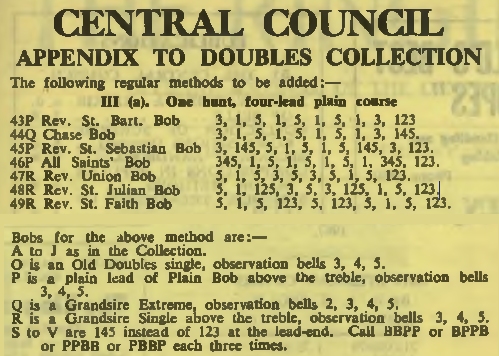 CENTRAL COUNCIL
APPENDIX TO DOUBLES COLLECTION
The following regular methods to be added:—
III (a). One hunt, four-lead plain course
43P Rev. St. Bart. Bob 3, 1, 5, 1, 5, 1, 5, 1, 3, 123
44Q Chase Bob 3, 1, 5, 1, 5, 1, 5, 1, 3, 145.
45P Rev. St. Sebastian Bob 3, 145, 5, 1, 5, 1, 5, 145, 3, 123.
46P All Saints' Bob 345, 1, 5, 1, 5, 1, 5, 1, 345, 123.
47R Rev. Union Bob 5, 1, 5, 3, 5, 3, 5, 1, 5, 123.
48R Rev. St. Julian Bob 5, 1, 125, 3, 5, 3, 125, 1, 5, 123.
49R Rev. St. Faith Bob 5, 1, 5, 123, 5, 123, 5, 1, 5, 123.
Bobs for the above method are:—
A to J as in the Collection.
O is an Old Doubles single, observation bells 3, 4, 5.
P is a plain lead of Plain Bob above the treble, observation bells
3, 4, 5.
Q is a Grandsire Extreme, observation bells 2, 3, 4, 5.
R is a Grandsire Single above the treble, observation bells 3, 4, 5.
S to V are 145 instead of 123 at the lead-end. Call BBPP or BPPB
or PPBB or PBBP each three times.